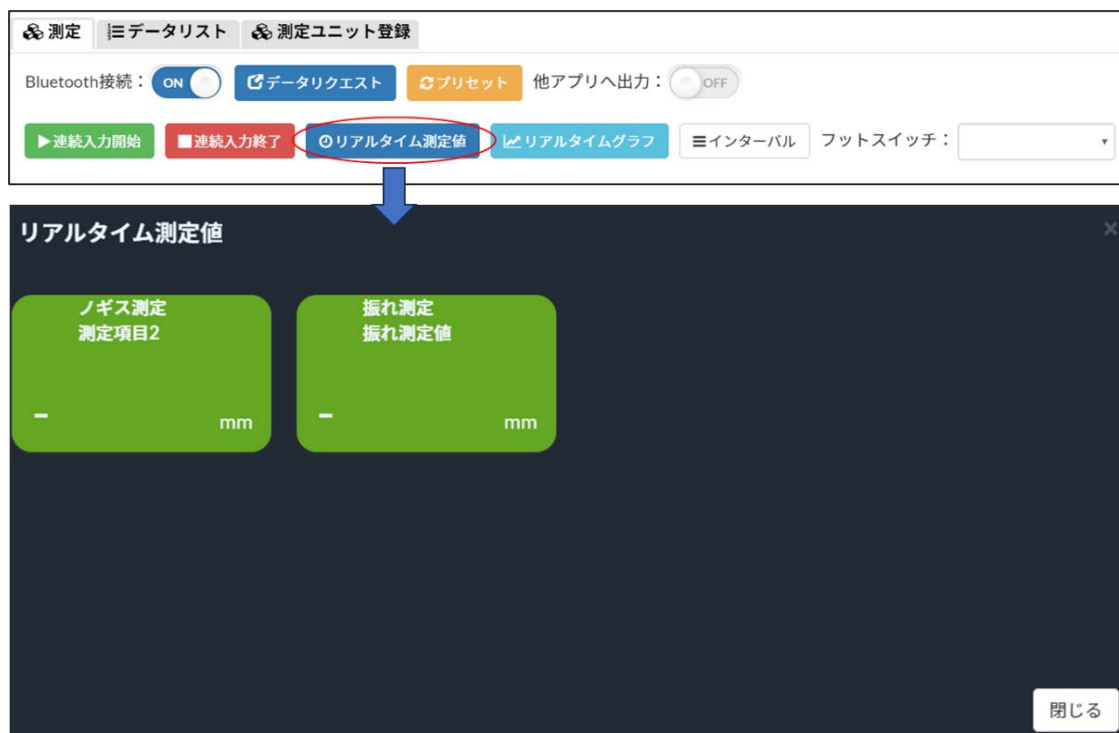 測定 データリスト 測定ユニット登録
Bluetooth接続： ON データリクエスト プリセット 他アプリへ出力： OFF
連続入力開始 連続入力終了 リアルタイム測定値 リアルタイムグラフ インターバル フットスイッチ：
リアルタイム測定値 ×
ノギス測定 振れ測定
測定項目2 振れ測定値
- mm - mm
閉じる